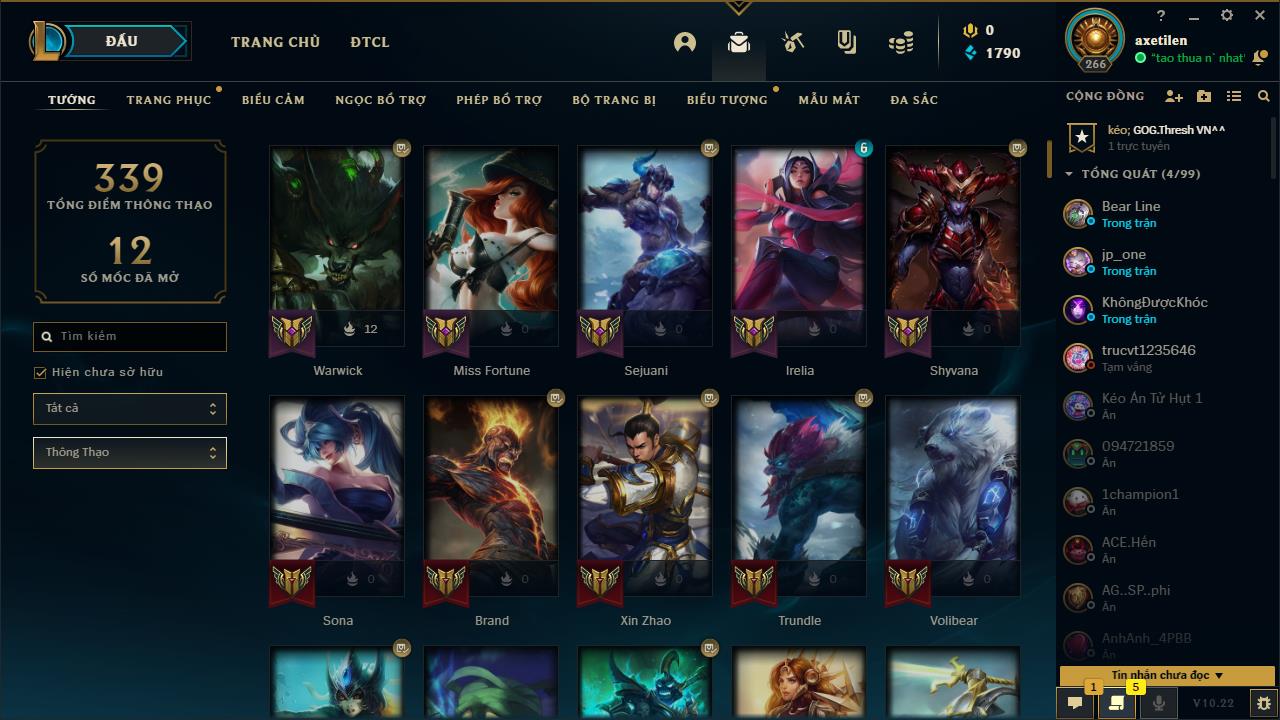 ĐẤU
TRANG CHỦ
ĐTCL
0
1790
266
axetilen
"tao thua n` nhat'
TƯỚNG
TRANG PHỤC
BIỂU CẢM
NGỌC BỔ TRỢ
PHÉP BỔ TRỢ
BỘ TRANG BỊ
BIỂU TƯỢNG
MẪU MẮT
ĐA SẮC
CỘNG ĐỒNG
339
TỔNG ĐIỂM THÔNG THẠO
12
SỐ MỐC ĐÃ MỞ
Tìm kiếm
Hiện chưa sở hữu
Tất cả
Thông Thạo
6
12
0
0
0
0
Warwick
Miss Fortune
Sejuani
Irelia
Shyvana
0
0
0
0
0
Sona
Brand
Xin Zhao
Trundle
Volibear
kéo; GOG.Thresh VN^^
1 trực tuyến
TỔNG QUÁT (4/99)
Bear Line
Trong trận
jp_one
Trong trận
KhôngĐượcKhóc
Trong trận
trucvt1235646
Tạm vắng
Kéo Án Tử Hụt 1
Ẩn
094721859
Ẩn
1champion1
Ẩn
ACE.Hén
Ẩn
AG..SP..phi
Ẩn
AnhAnh_4PBB
Ẩn
Tin nhắn chưa đọc
1
5
V10.22